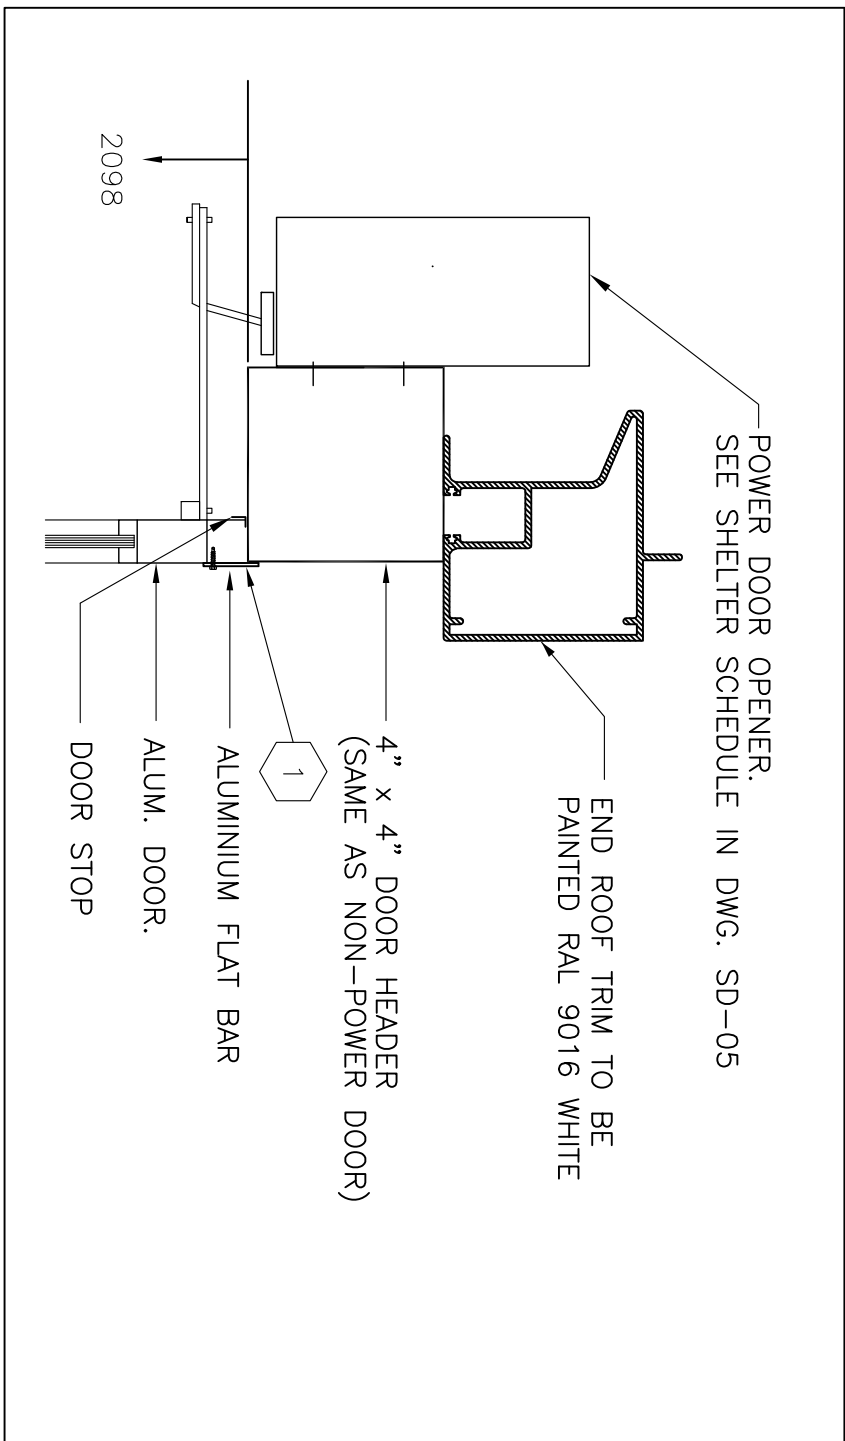 POWER DOOR OPENER.
SEE SHELTER SCHEDULE IN DWG. SD-05
END ROOF TRIM TO BE
PAINTED RAL 9016 WHITE
4" x 4" DOOR HEADER
(SAME AS NON-POWER DOOR)
1
ALUMINIUM FLAT BAR
ALUM. DOOR.
DOOR STOP
2098